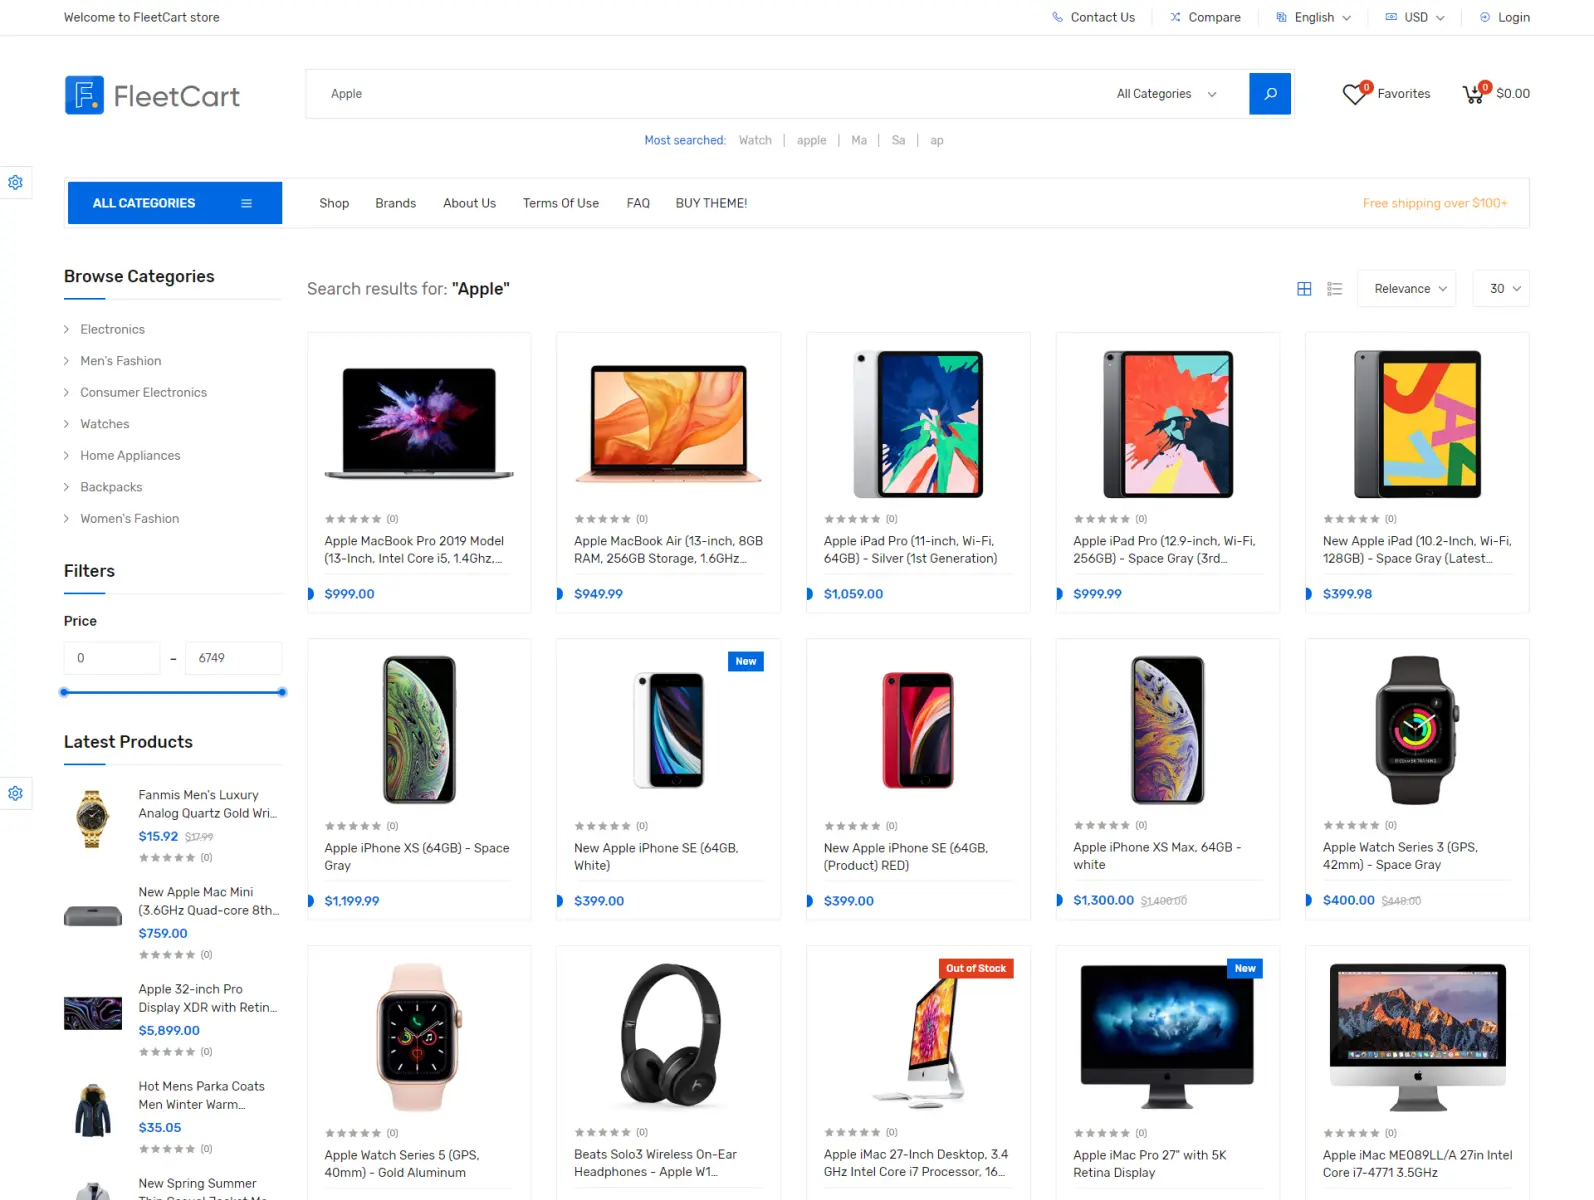 Welcome to FleetCart store
Contact Us
Compare
English
USD
Login
F.
FleetCart
Apple
All Categories
0
Favorites
0
$0.00
Most searched: Watch | apple | Ma | Sa | ap
ALL CATEGORIES
Shop
Brands
About Us
Terms Of Use
FAQ
BUY THEME!
Free shipping over $100+
Browse Categories
Electronics
Men's Fashion
Consumer Electronics
Watches
Home Appliances
Backpacks
Women's Fashion
Filters
Price
0 – 6749
Latest Products
Fanmis Men's Luxury
Analog Quartz Gold Wri...
$15.92 $17.99
(0)
New Apple Mac Mini
(3.6GHz Quad-core 8th...
$759.00
(0)
Apple 32-inch Pro
Display XDR with Retin...
$5,899.00
(0)
Hot Mens Parka Coats
Men Winter Warm...
$35.05
(0)
New Spring Summer
Search results for: "Apple"
Relevance
30
(0)
Apple MacBook Pro 2019 Model
(13-Inch, Intel Core i5, 1.4Ghz,...
$999.00
(0)
Apple MacBook Air (13-inch, 8GB
RAM, 256GB Storage, 1.6GHz...
$949.99
(0)
Apple iPad Pro (11-inch, Wi-Fi,
64GB) - Silver (1st Generation)
$1,059.00
(0)
Apple iPad Pro (12.9-inch, Wi-Fi,
256GB) - Space Gray (3rd...
$999.99
(0)
New Apple iPad (10.2-Inch, Wi-Fi,
128GB) - Space Gray (Latest...
$399.98
(0)
Apple iPhone XS (64GB) - Space
Gray
$1,199.99
New
(0)
New Apple iPhone SE (64GB,
White)
$399.00
(0)
New Apple iPhone SE (64GB,
(Product) RED)
$399.00
(0)
Apple iPhone XS Max, 64GB -
white
$1,300.00 $1,400.00
(0)
Apple Watch Series 3 (GPS,
42mm) - Space Gray
$400.00 $448.00
(0)
Apple Watch Series 5 (GPS,
40mm) - Gold Aluminum
(0)
Beats Solo3 Wireless On-Ear
Headphones - Apple W1...
Out of Stock
(0)
Apple iMac 27-Inch Desktop, 3.4
GHz Intel Core i7 Processor, 16...
New
(0)
Apple iMac Pro 27" with 5K
Retina Display
(0)
Apple iMac ME089LL/A 27in Intel
Core i7-4771 3.5GHz